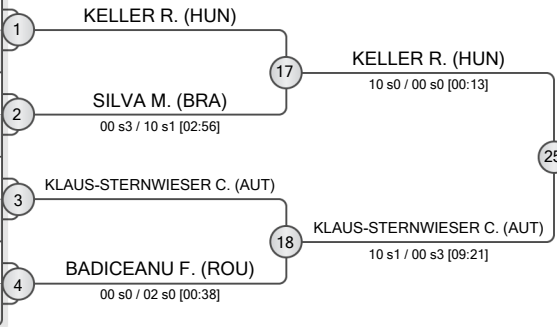 1
KELLER R. (HUN)
17
KELLER R. (HUN)
10 s0 / 00 s0 [00:13]
2
SILVA M. (BRA)
00 s3 / 10 s1 [02:56]
25
3
KLAUS-STERNWIESER C. (AUT)
18
KLAUS-STERNWIESER C. (AUT)
10 s1 / 00 s3 [09:21]
4
BADICEANU F. (ROU)
00 s0 / 02 s0 [00:38]